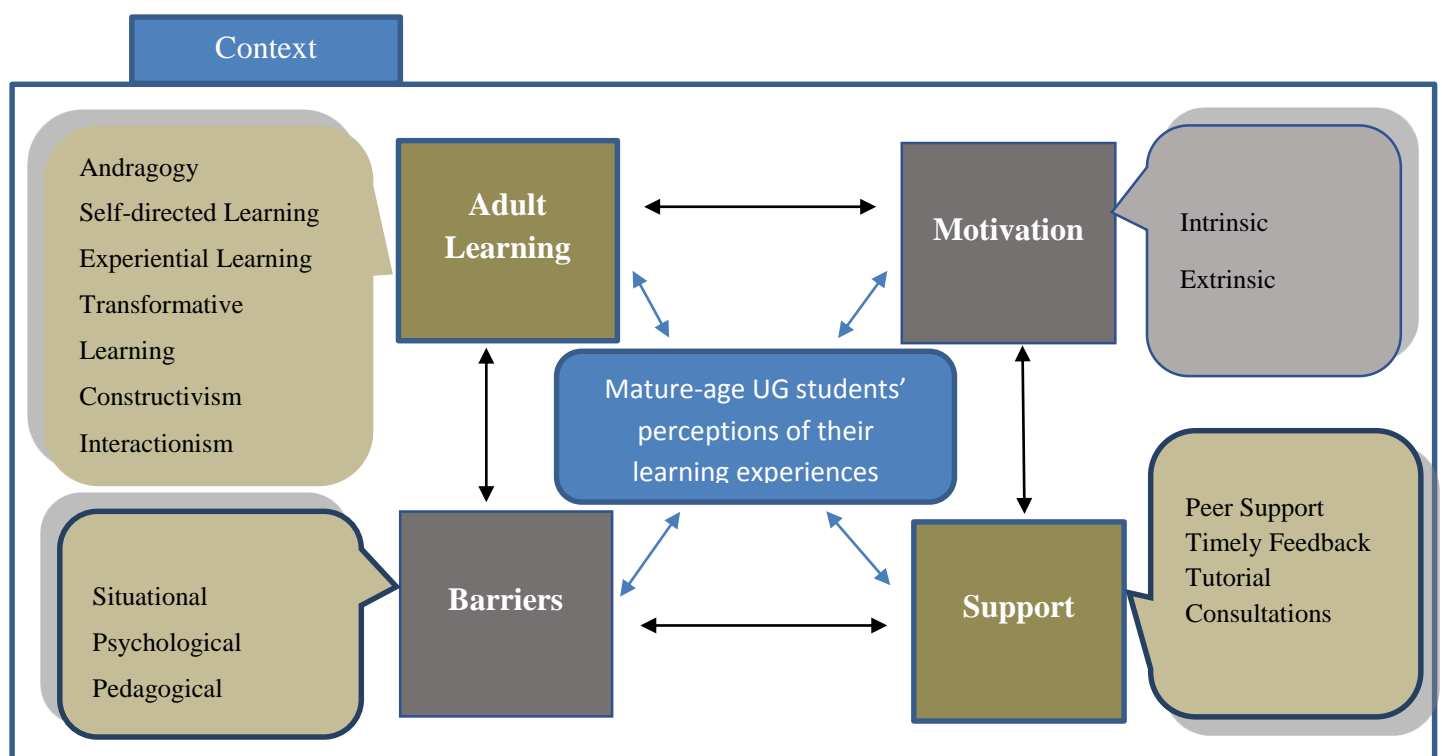 Context
Andragogy
Self-directed Learning
Experiential Learning
Transformative
Learning
Constructivism
Interactionism
Adult
Learning
Motivation
Intrinsic
Extrinsic
Mature-age UG students’
perceptions of their
learning experiences
Situational
Psychological
Pedagogical
Barriers
Support
Peer Support
Timely Feedback
Tutorial
Consultations